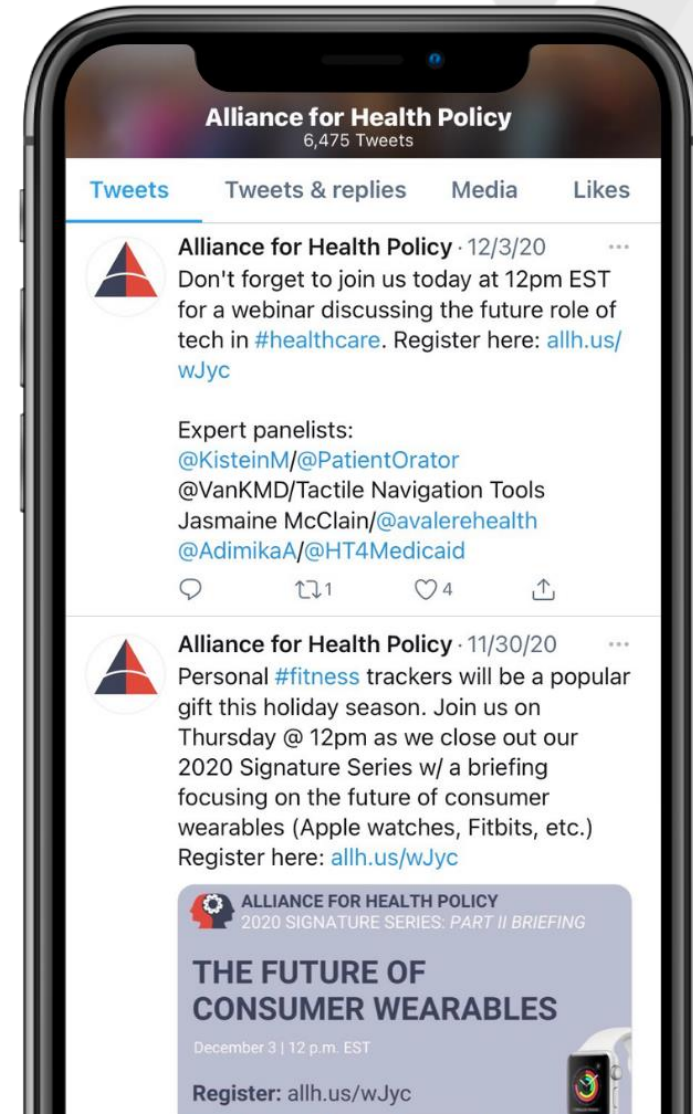 Alliance for Health Policy
6,475 Tweets
Tweets Tweets & replies Media Likes
Alliance for Health Policy · 12/3/20 ...
Don't forget to join us today at 12pm EST
for a webinar discussing the future role of
tech in #healthcare. Register here: allh.us/
wJyc
Expert panelists:
@KisteinM/@PatientOrator
@VanKMD/Tactile Navigation Tools
Jasmaine McClain/@avalerehealth
@AdimikaA/@HT4Medicaid
1 4
Alliance for Health Policy · 11/30/20 ...
Personal #fitness trackers will be a popular
gift this holiday season. Join us on
Thursday @ 12pm as we close out our
2020 Signature Series w/ a briefing
focusing on the future of consumer
wearables (Apple watches, Fitbits, etc.)
Register here: allh.us/wJyc
ALLIANCE FOR HEALTH POLICY
2020 SIGNATURE SERIES: PART II BRIEFING
THE FUTURE OF
CONSUMER WEARABLES
December 3 | 12 p.m. EST
Register: allh.us/wJyc